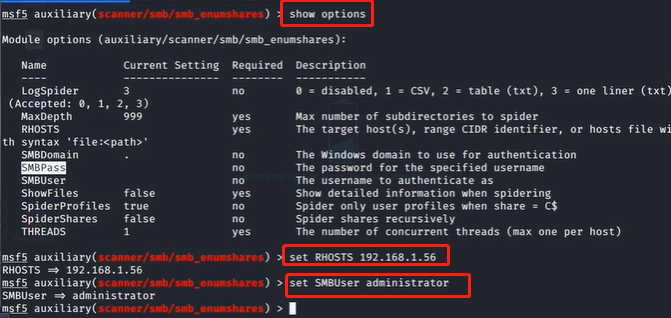 msf5 auxiliary(scanner/smb/smb_enumshares) > show options
Module options (auxiliary/scanner/smb/smb_enumshares):
Name Current Setting Required Description
---- --------------- -------- -----------
LogSpider 3 no 0 = disabled, 1 = CSV, 2 = table (txt), 3 = one liner (txt)
(Accepted: 0, 1, 2, 3)
MaxDepth 999 yes Max number of subdirectories to spider
RHOSTS yes The target host(s), range CIDR identifier, or hosts file wi
th syntax 'file:<path>'
SMBDomain . no The Windows domain to use for authentication
SMBPass no The password for the specified username
SMBUser no The username to authenticate as
ShowFiles false yes Show detailed information when spidering
SpiderProfiles true no Spider only user profiles when share = C$
SpiderShares false no Spider shares recursively
THREADS 1 yes The number of concurrent threads (max one per host)
msf5 auxiliary(scanner/smb/smb_enumshares) > set RHOSTS 192.168.1.56
RHOSTS ⇒ 192.168.1.56
msf5 auxiliary(scanner/smb/smb_enumshares) > set SMBUser administrator
SMBUser ⇒ administrator
msf5 auxiliary(scanner/smb/smb_enumshares) >